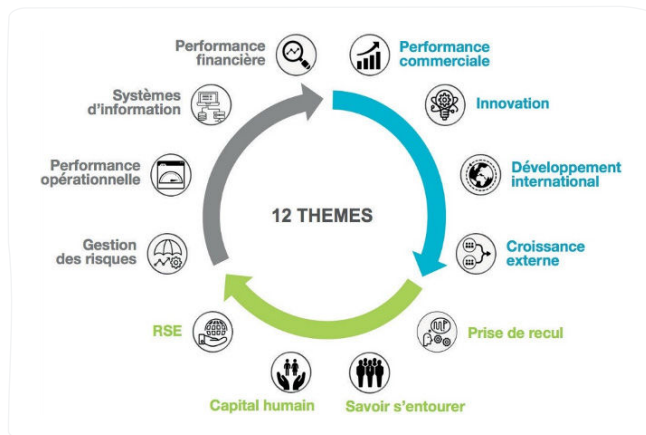 Performance
financière
Performance
commerciale
Systèmes
d'information
Innovation
Performance
opérationnelle
Développement
international
12 THEMES
Gestion
des risques
Croissance
externe
RSE
Prise de recul
Capital humain
Savoir s'entourer